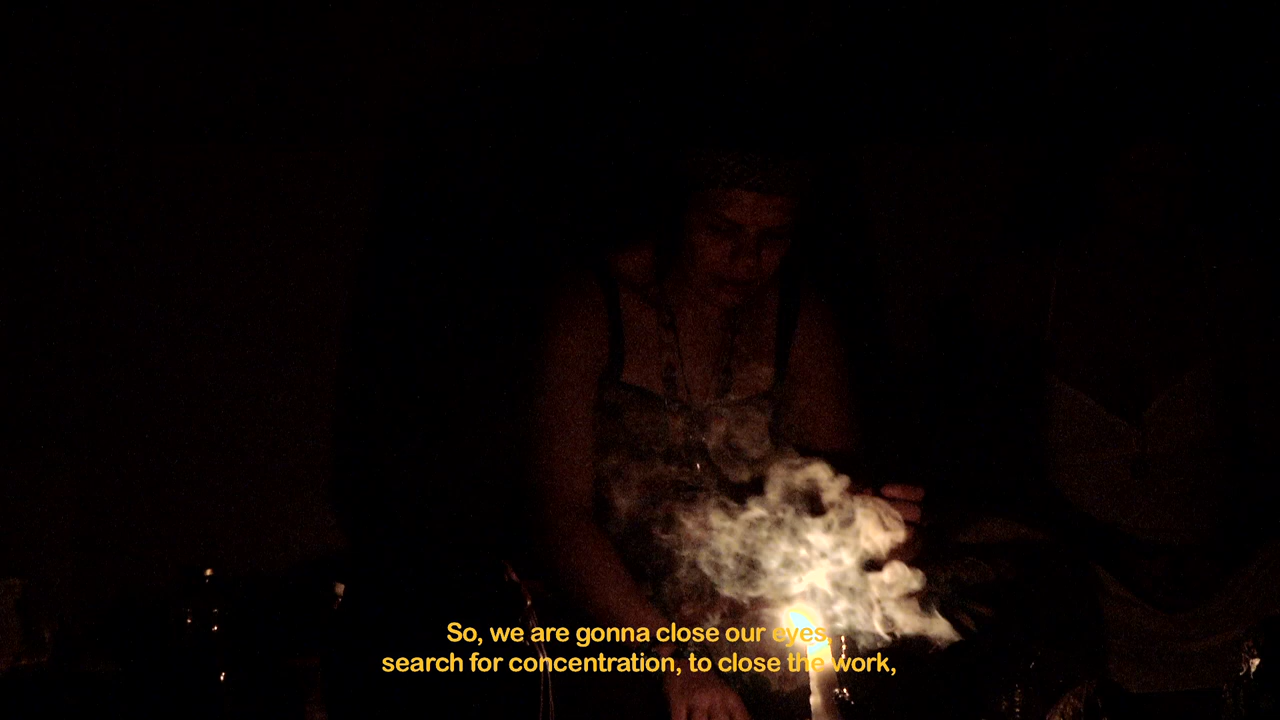 So, we are gonna close our eyes,
search for concentration, to close the work,